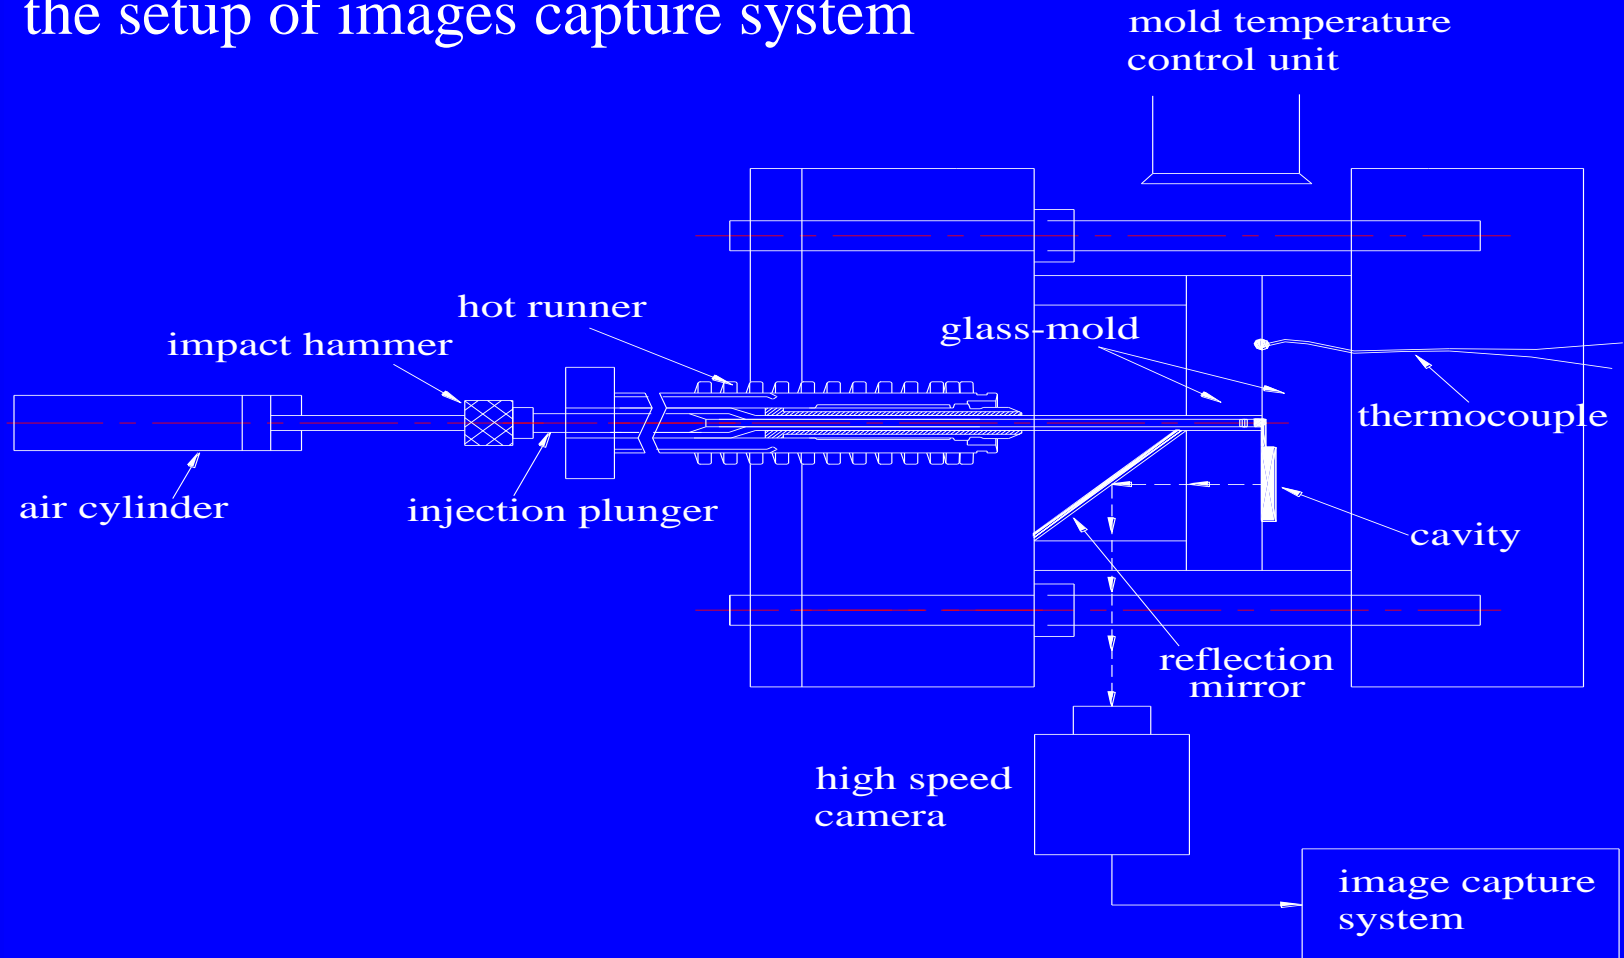 the setup of images capture system
mold temperature
control unit
hot runner
impact hammer
glass-mold
thermocouple
air cylinder
injection plunger
cavity
reflection
mirror
high speed
camera
image capture
system